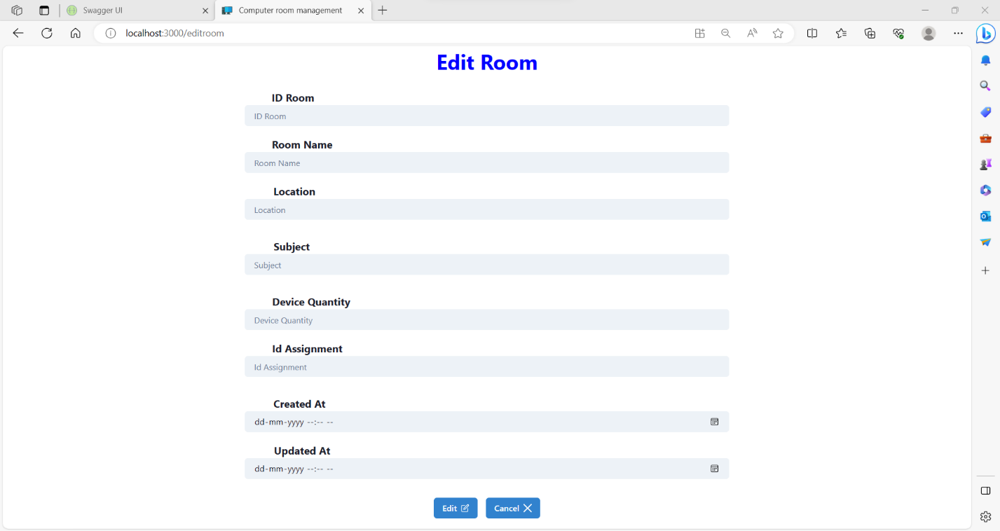 Swagger UI
Computer room management
localhost:3000/editroom
Edit Room
ID Room
ID Room
Room Name
Room Name
Location
Location
Subject
Subject
Device Quantity
Device Quantity
Id Assignment
Id Assignment
Created At
dd-mm-yyyy --:-- --
Updated At
dd-mm-yyyy --:-- --
Edit
Cancel